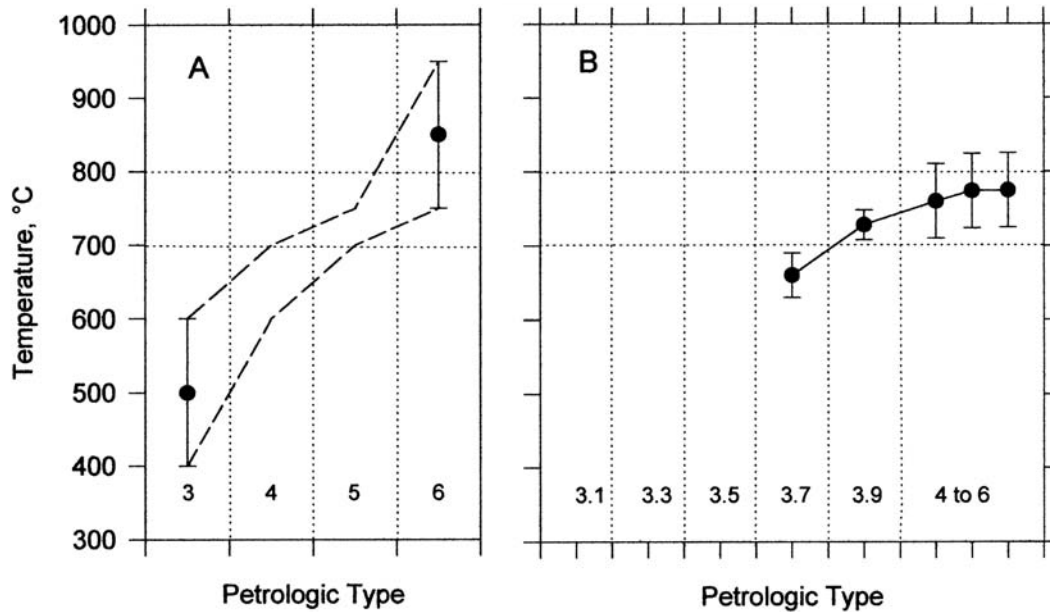 1000
900
800
700
600
500
400
300
Temperature, °C
A
3 4 5 6
Petrologic Type
B
3.1 3.3 3.5 3.7 3.9 4 to 6
Petrologic Type